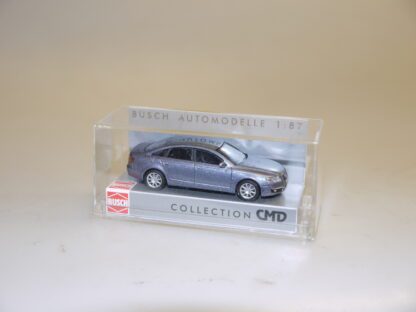 BUSCH AUTOMODELLE 1:87
BUSCH
COLLECTION CMD